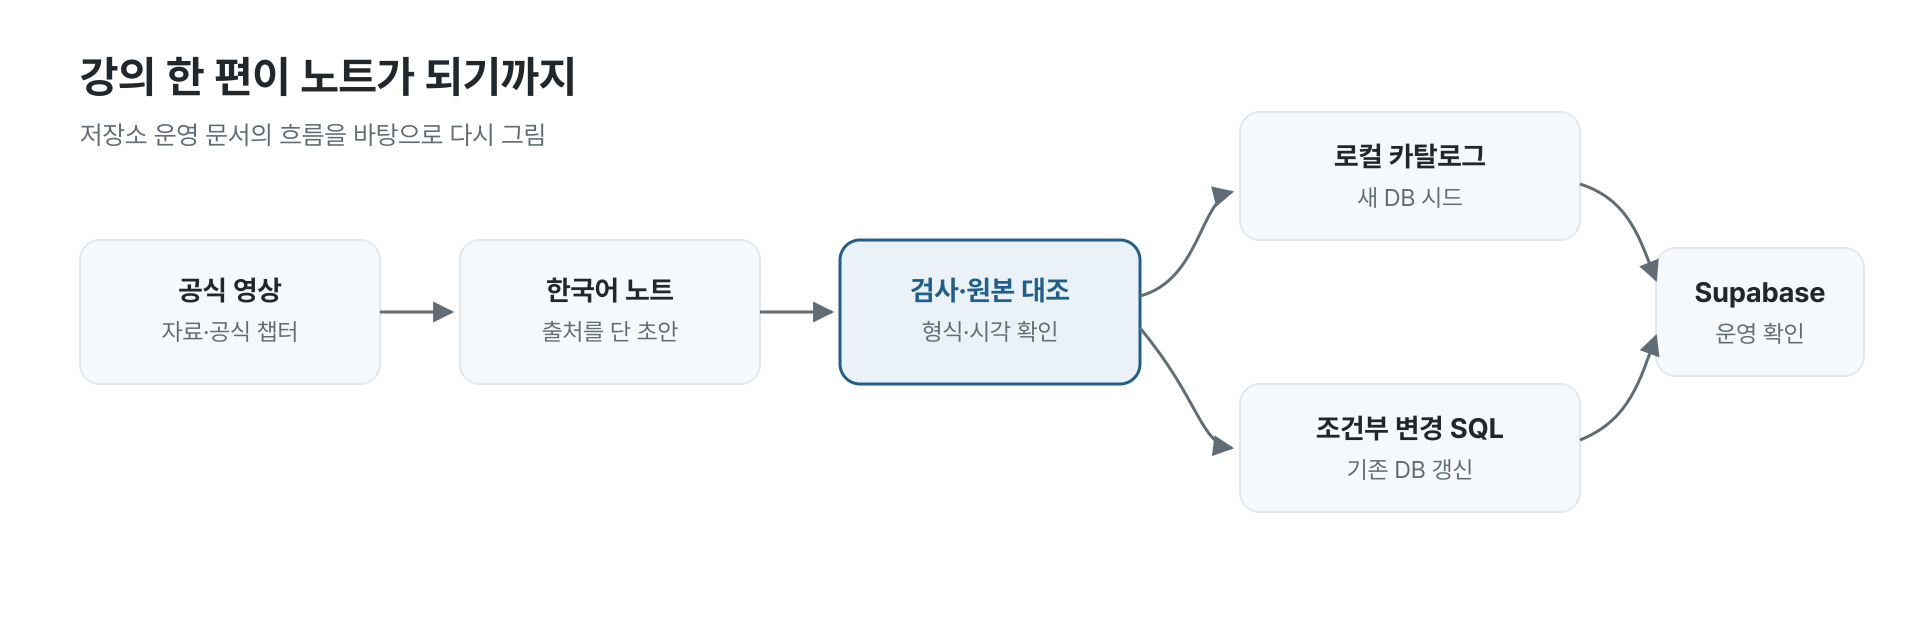 강의 한 편이 노트가 되기까지
저장소 운영 문서의 흐름을 바탕으로 다시 그림
공식 영상
자료·공식 챕터
한국어 노트
출처를 단 초안
검사·원본 대조
형식·시각 확인
로컬 카탈로그
새 DB 시드
조건부 변경 SQL
기존 DB 갱신
Supabase
운영 확인